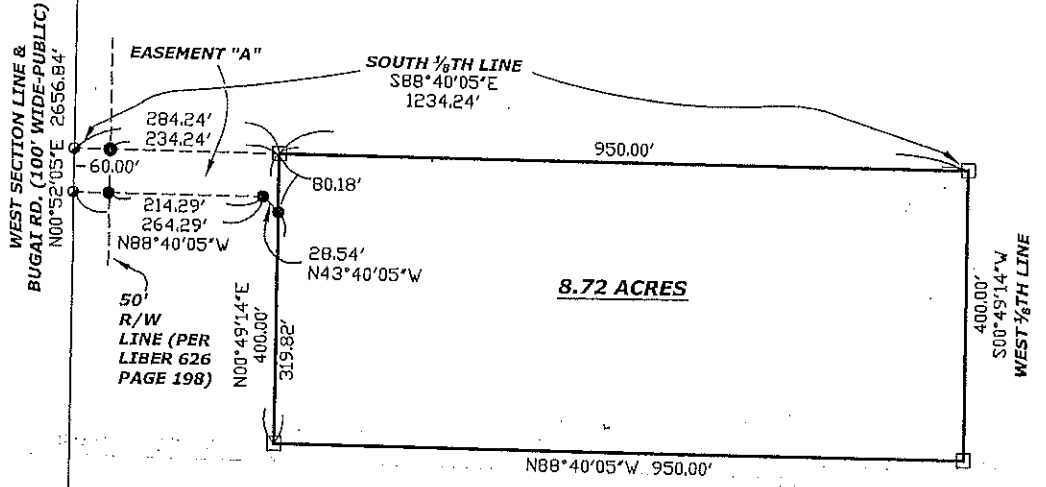 WEST SECTION LINE &
BUGAI RD. (100' WIDE-PUBLIC)
N00°52'05"E 2656.84'
EASEMENT "A"
SOUTH ⅛TH LINE
S88°40'05"E
1234.24'
284.24'
234.24'
60.00'
950.00'
80.18'
214.29'
264.29'
N88°40'05"W
28.54'
N43°40'05"W
50'
R/W
LINE (PER
LIBER 626
PAGE 198)
N00°49'14"E
400.00'
319.82'
8.72 ACRES
400.00'
S00°49'14"W
WEST ⅛TH LINE
N88°40'05"W 950.00'